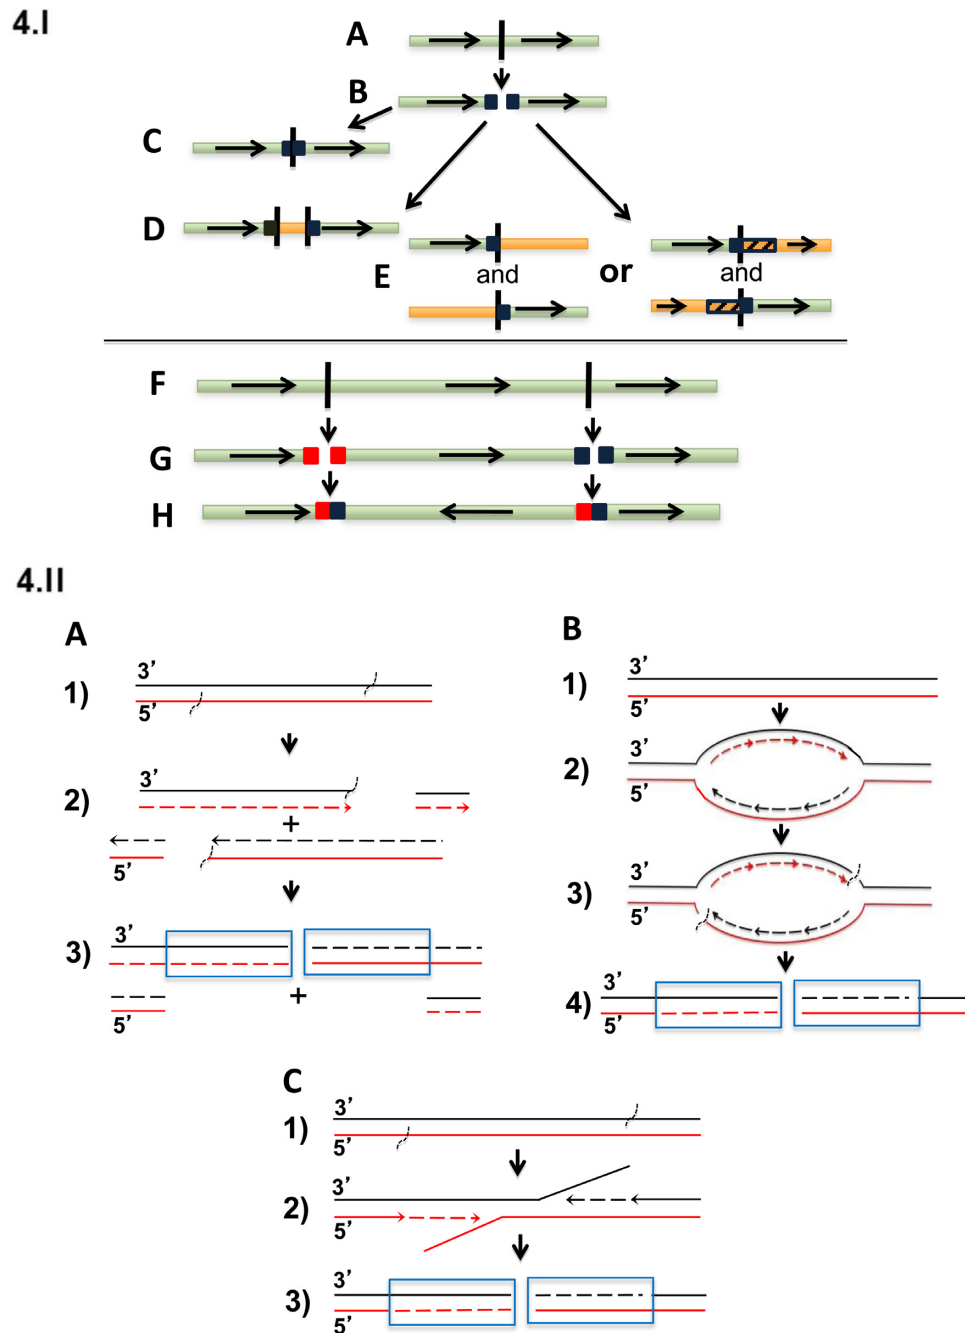 4.I
A
B
C
D
E
and
or
and
F
G
H
4.II
A
B
1)
3'
5'
1)
3'
5'
2)
3'
+
5'
2)
3'
5'
3)
3'
5'
3)
3'
+
5'
4)
3'
5'
C
1)
3'
5'
2)
3'
5'
3)
3'
5'